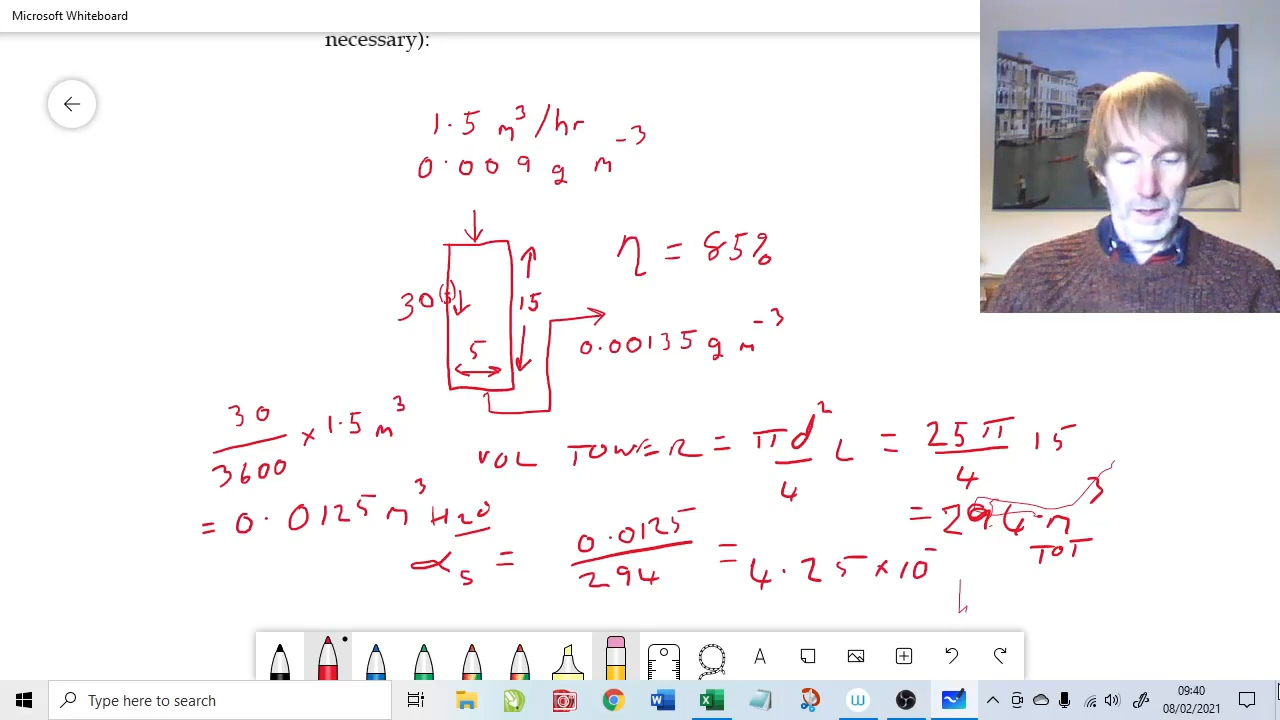 Microsoft Whiteboard
necessary):
1.5 m³/hr
0.009 g m⁻³
η = 85%
30(s)
15
5
0.00135 g m⁻³
30/3600 × 1.5 m³
= 0.0125 m³ H2O
VOL TOWER = πd²/4 L = 25π/4 15
= 294 m³
TOT
α₅ = 0.0125/294 = 4.25 × 10⁻
A
Type here to search
09:40
08/02/2021